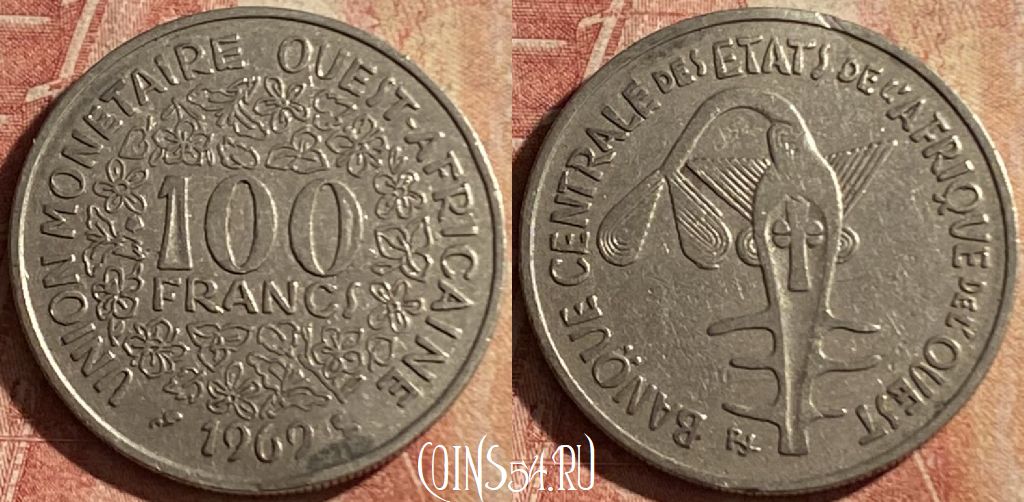 UNION MONETAIRE OUEST-AFRICAINE
100
FRANCS
1969
BANQUE CENTRALE DES ETATS DE L'AFRIQUE DE L'OUEST
COINS54.RU